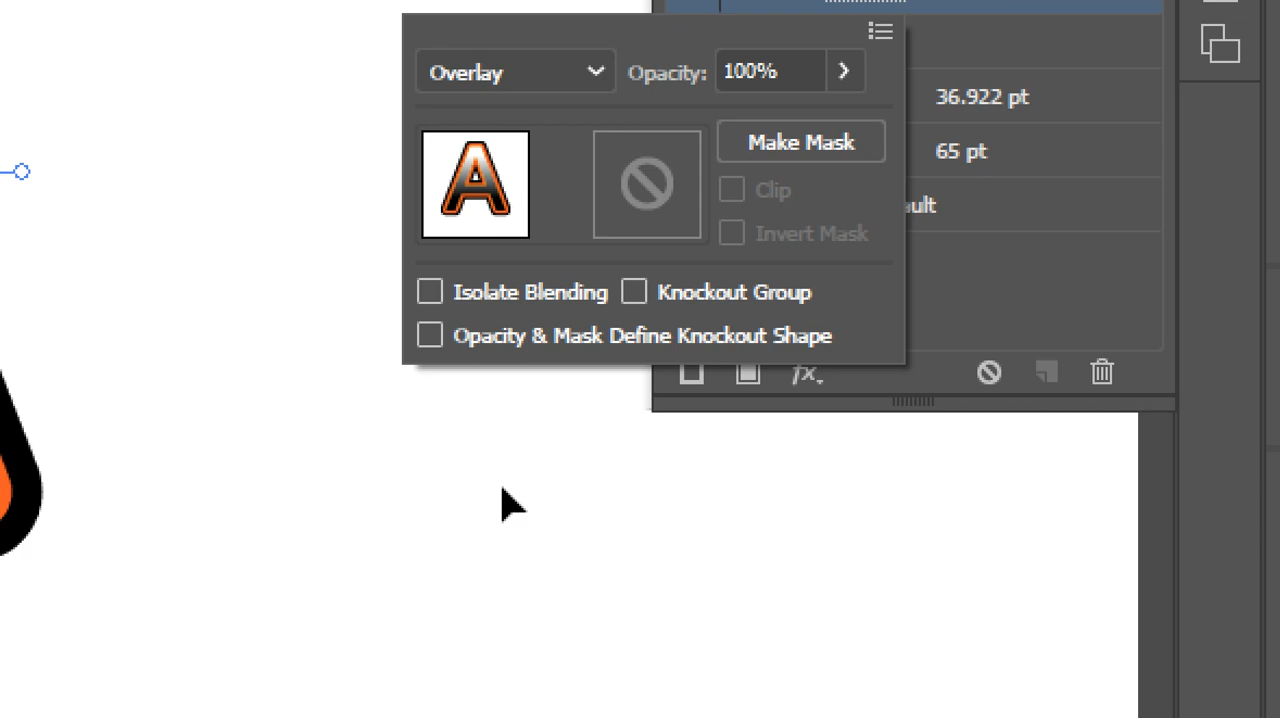 Overlay Opacity: 100%
36.922 pt
A
Make Mask
65 pt
Clip
ault
Invert Mask
Isolate Blending Knockout Group
Opacity & Mask Define Knockout Shape
fx.